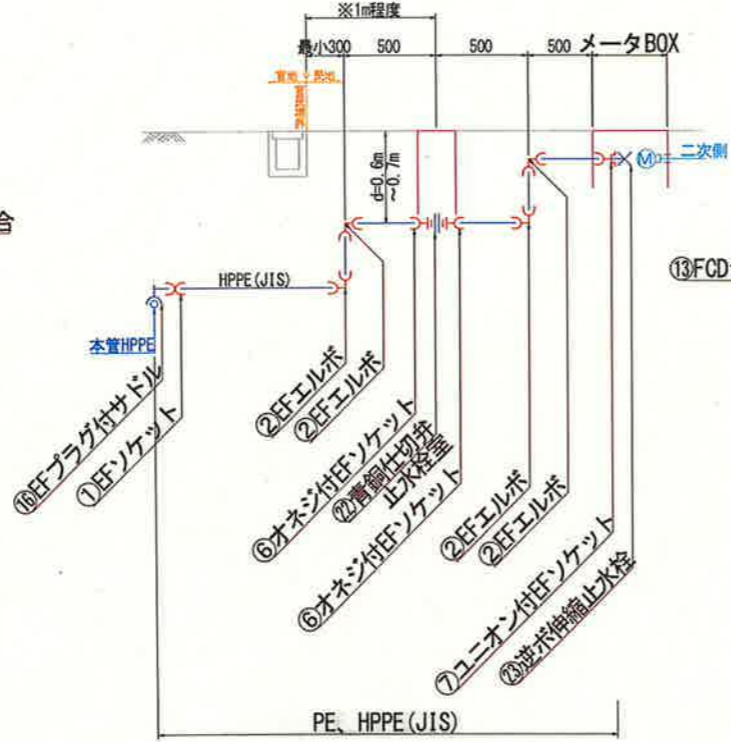 ※1m程度
最小300
500
500
500
メータBOX
官地
民地
d=0.6m
～0.7m
M
二次側
含
⑬FCD
HPPE(JIS)
本管HPPE
⑯EFプラグ付サドル
①EFソケット
②EFエルボ
②EFエルボ
⑥オネジ付EFソケット
㉒青銅仕切弁
止水栓室
⑥オネジ付EFソケット
②EFエルボ
②EFエルボ
⑦ユニオン付EFソケット
㉓逆ボ伸縮止水栓
PE、HPPE(JIS)